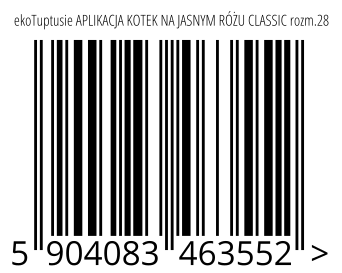 ekoTuptusie APLIKACJA KOTEK NA JASNYM RÓŻU CLASSIC rozm.28
5 904083 463552 >